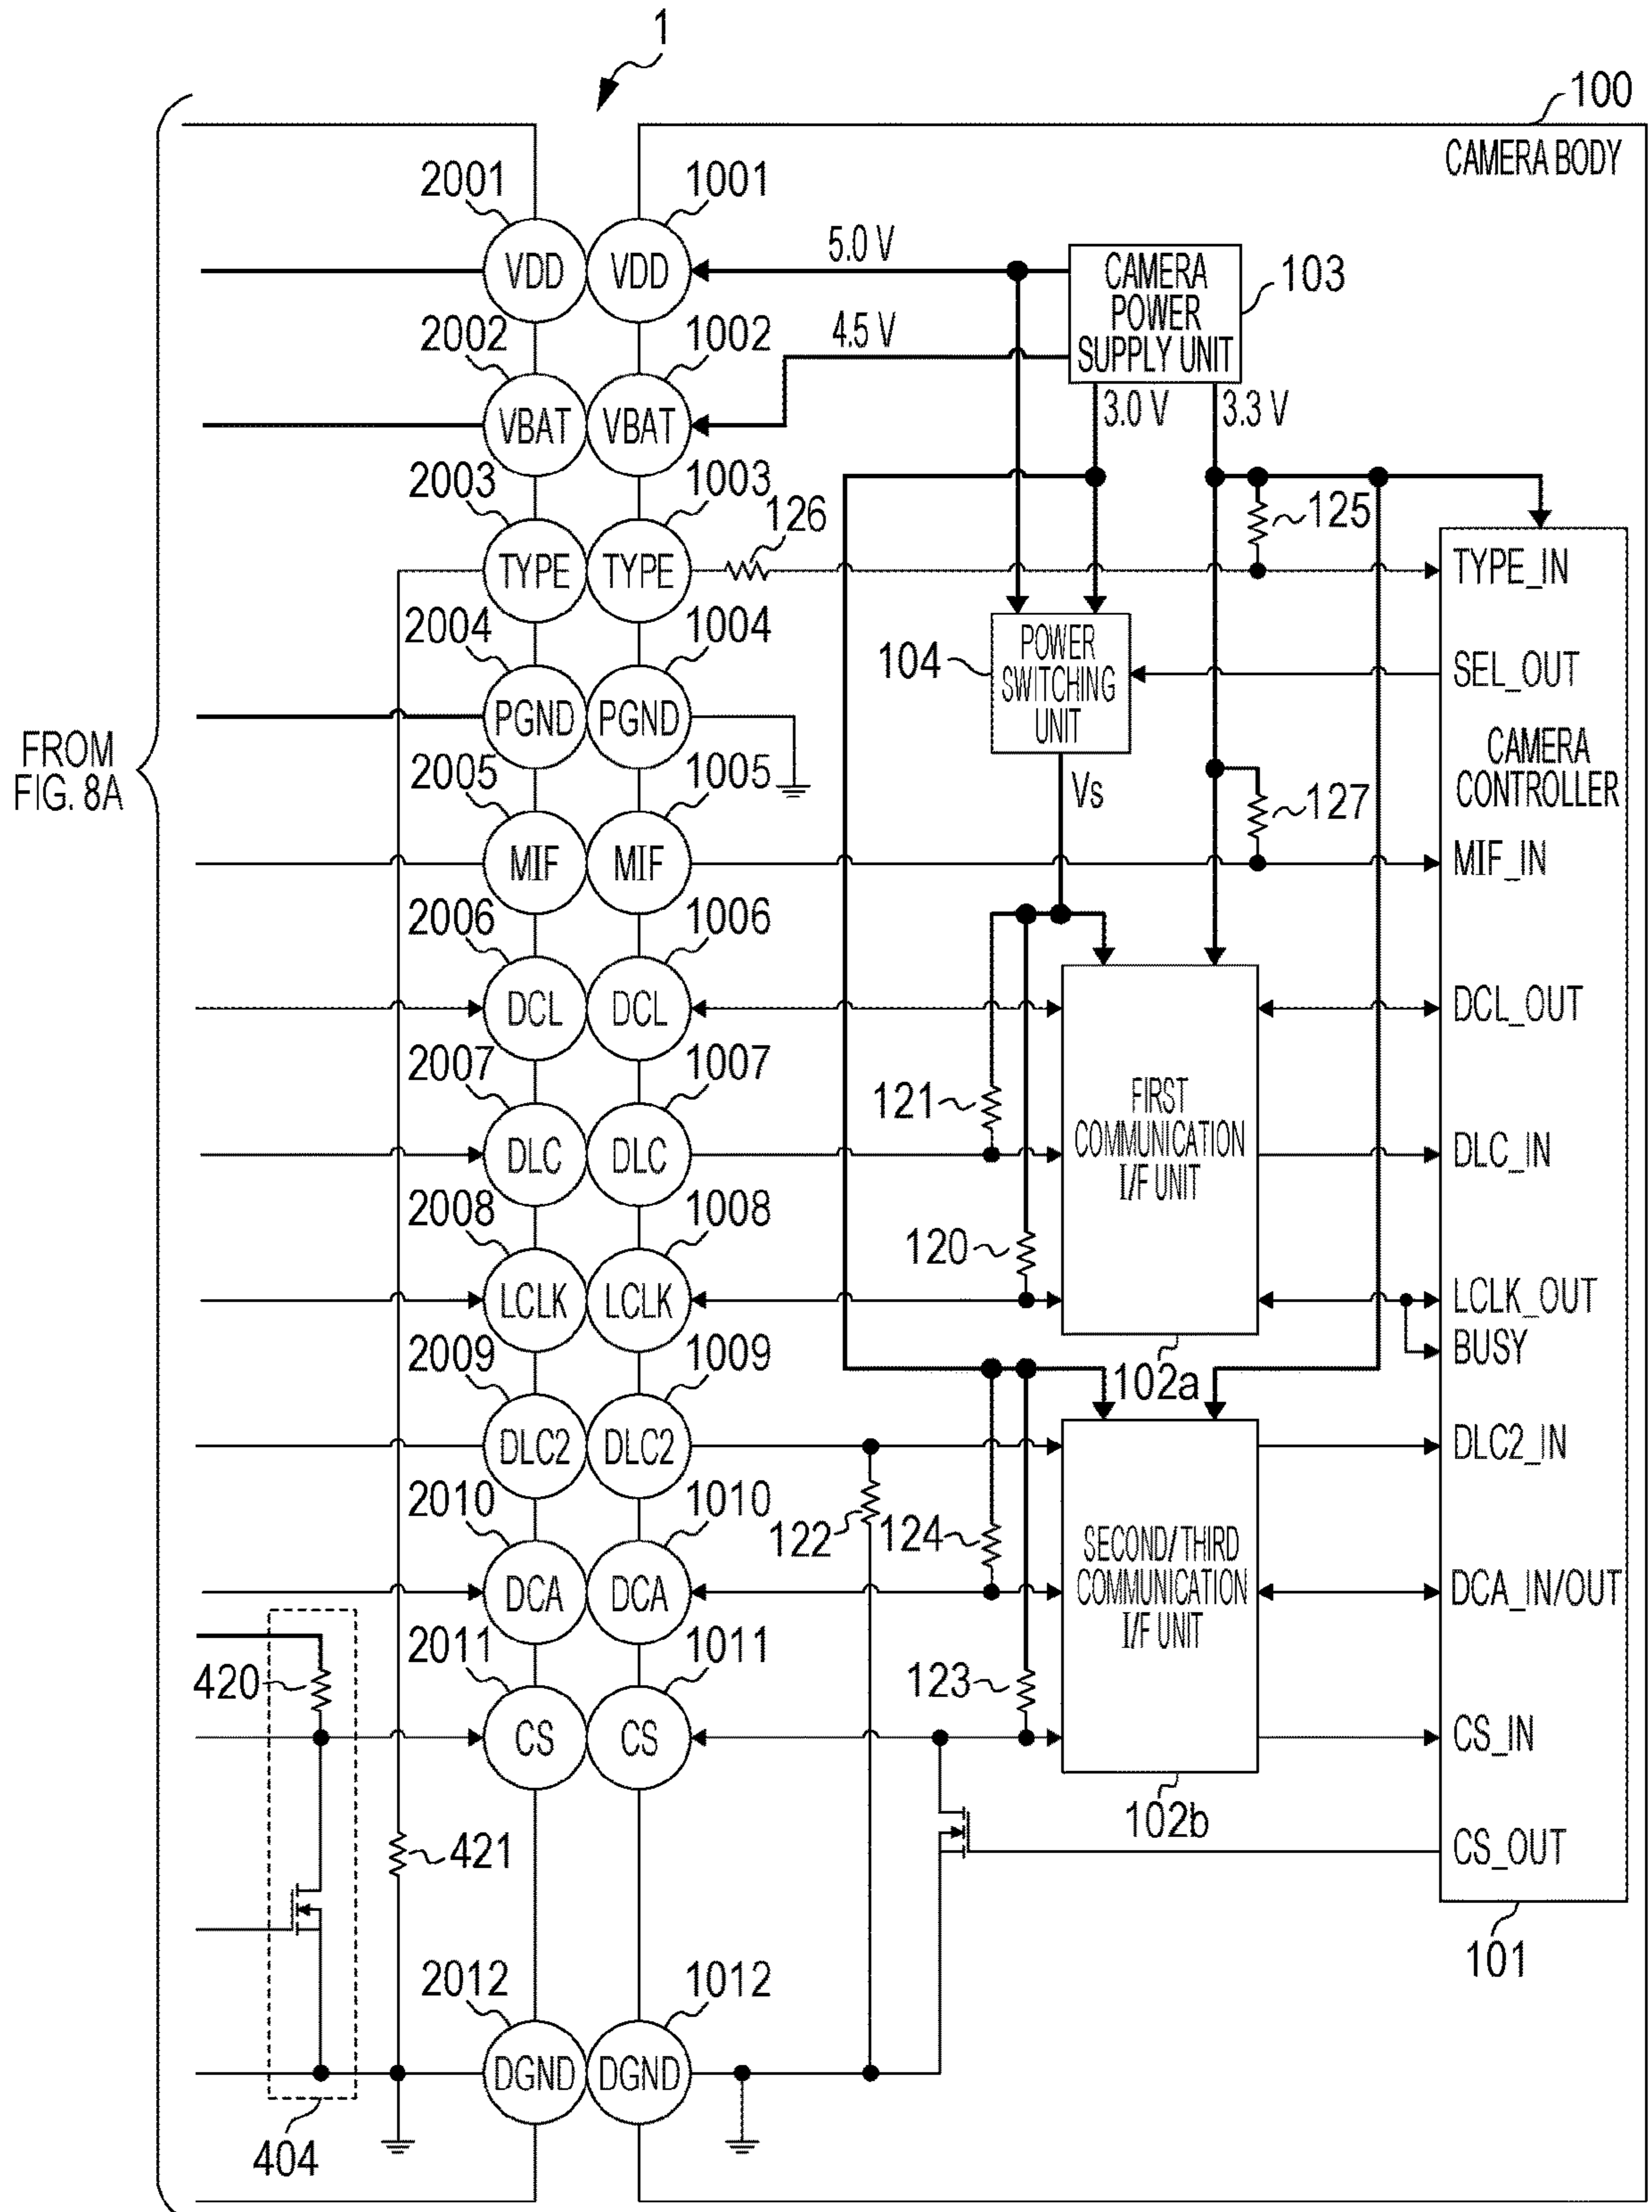 1
100
CAMERA BODY
2001
1001
VDD
VDD
5.0 V
CAMERA
POWER
SUPPLY UNIT
103
2002
1002
4.5 V
VBAT
VBAT
3.0 V
3.3 V
2003
1003
126
125
TYPE
TYPE
TYPE_IN
2004
1004
104
POWER
SWITCHING
UNIT
SEL_OUT
PGND
PGND
FROM
FIG. 8A
CAMERA
CONTROLLER
2005
1005
Vs
127
MIF
MIF
MIF_IN
2006
1006
DCL
DCL
DCL_OUT
2007
1007
121
FIRST
COMMUNICATION
I/F UNIT
DLC
DLC
DLC_IN
2008
1008
120
LCLK
LCLK
LCLK_OUT
BUSY
2009
1009
102a
DLC2
DLC2
DLC2_IN
2010
1010
122
124
SECOND/THIRD
COMMUNICATION
I/F UNIT
DCA
DCA
DCA_IN/OUT
2011
1011
420
123
CS
CS
CS_IN
102b
421
CS_OUT
101
2012
1012
DGND
DGND
404